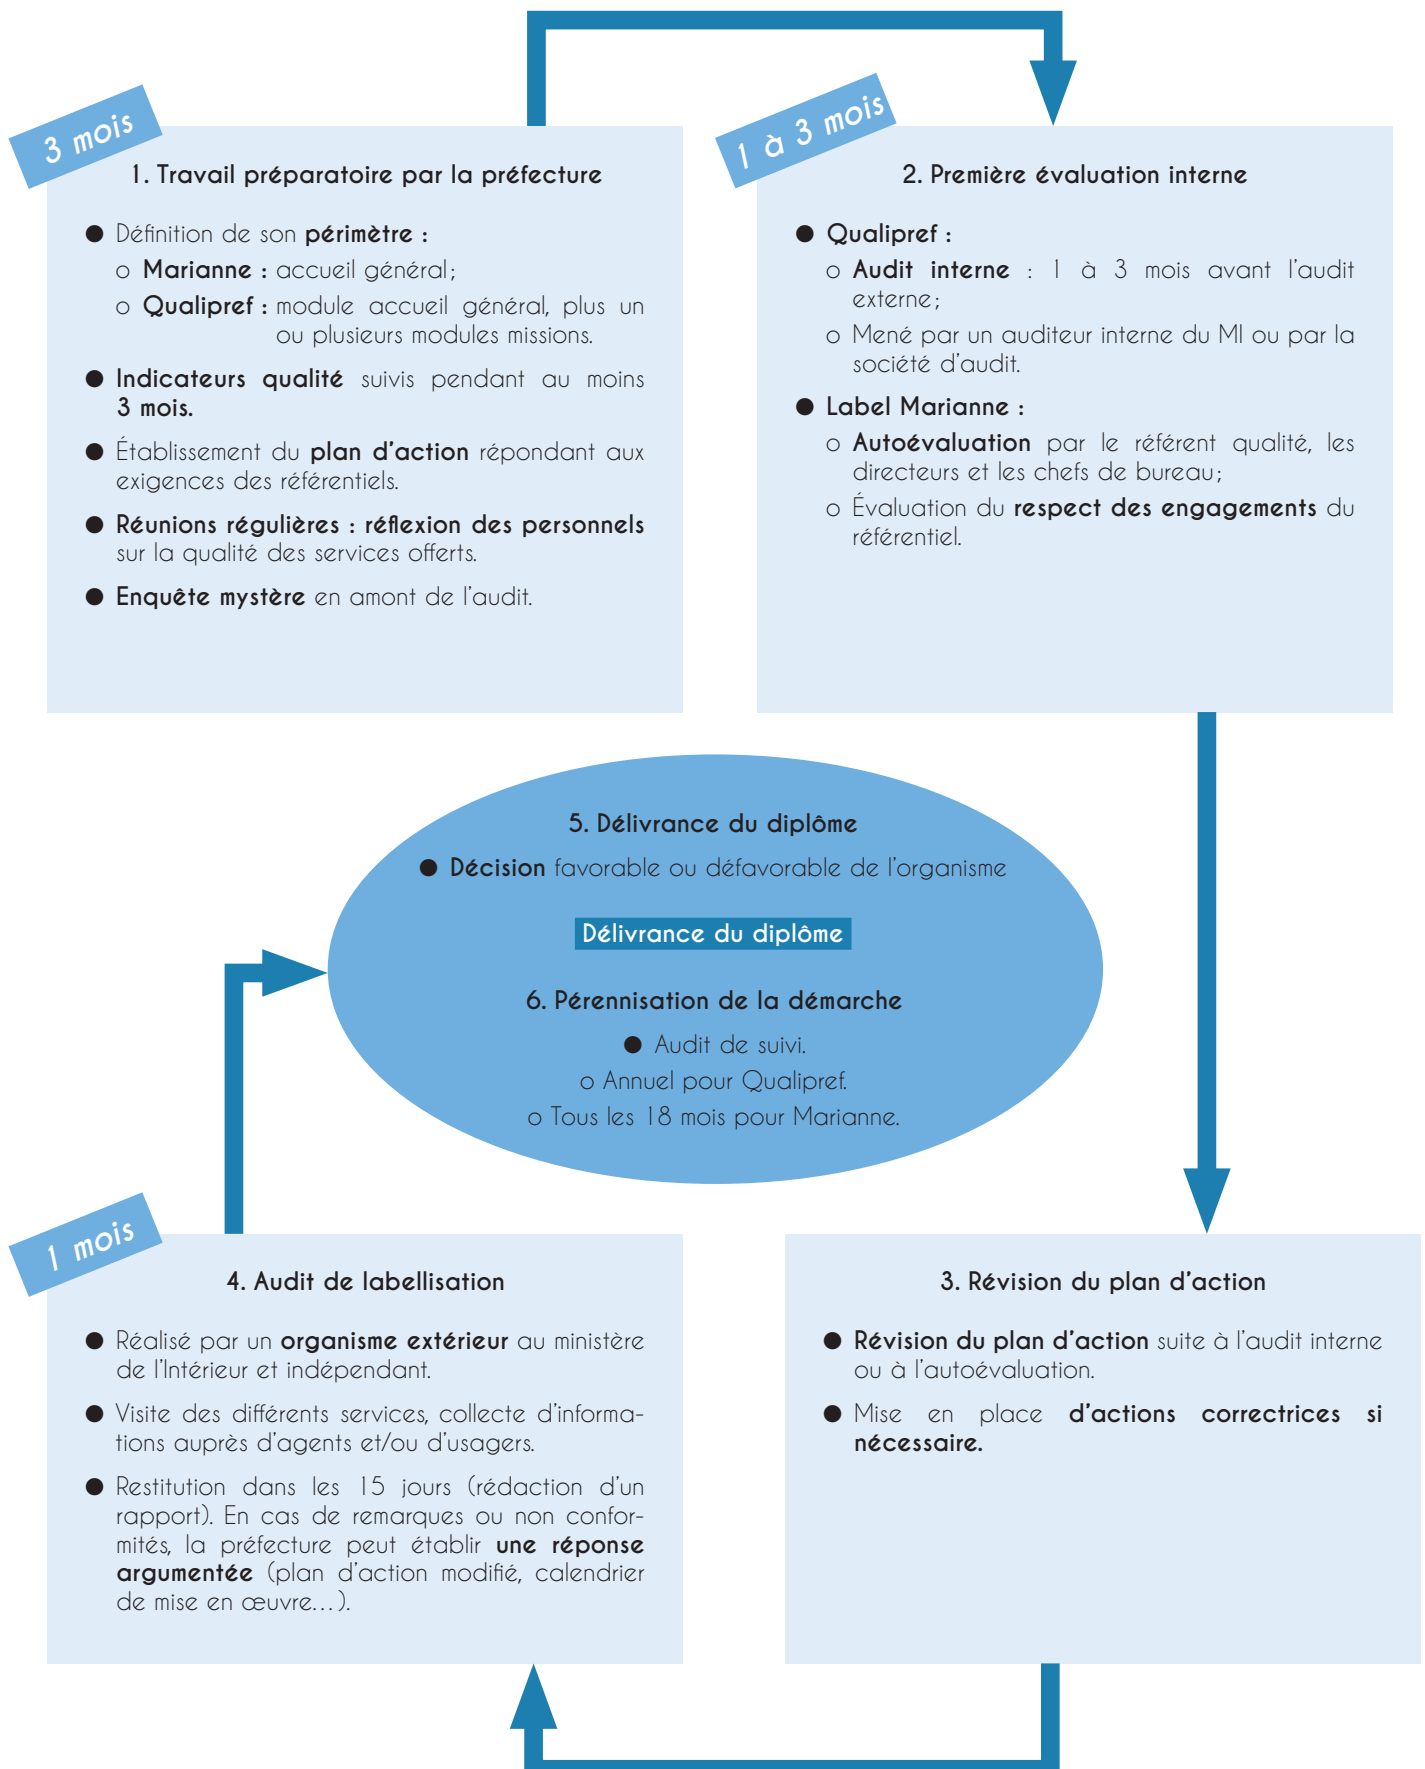 3 mois
1. Travail préparatoire par la préfecture
● Définition de son périmètre :
o Marianne : accueil général;
o Qualipref : module accueil général, plus un
ou plusieurs modules missions.
● Indicateurs qualité suivis pendant au moins
3 mois.
● Établissement du plan d'action répondant aux
exigences des référentiels.
● Réunions régulières : réflexion des personnels
sur la qualité des services offerts.
● Enquête mystère en amont de l'audit.
1 à 3 mois
2. Première évaluation interne
● Qualipref :
o Audit interne : 1 à 3 mois avant l'audit
externe;
o Mené par un auditeur interne du MI ou par la
société d'audit.
● Label Marianne :
o Autoévaluation par le référent qualité, les
directeurs et les chefs de bureau;
o Évaluation du respect des engagements du
référentiel.
5. Délivrance du diplôme
● Décision favorable ou défavorable de l'organisme
Délivrance du diplôme
6. Pérennisation de la démarche
● Audit de suivi.
o Annuel pour Qualipref.
o Tous les 18 mois pour Marianne.
1 mois
4. Audit de labellisation
● Réalisé par un organisme extérieur au ministère
de l'Intérieur et indépendant.
● Visite des différents services, collecte d'informa-
tions auprès d'agents et/ou d'usagers.
● Restitution dans les 15 jours (rédaction d'un
rapport). En cas de remarques ou non confor-
mités, la préfecture peut établir une réponse
argumentée (plan d'action modifié, calendrier
de mise en œuvre...).
3. Révision du plan d'action
● Révision du plan d'action suite à l'audit interne
ou à l'autoévaluation.
● Mise en place d'actions correctrices si
nécessaire.